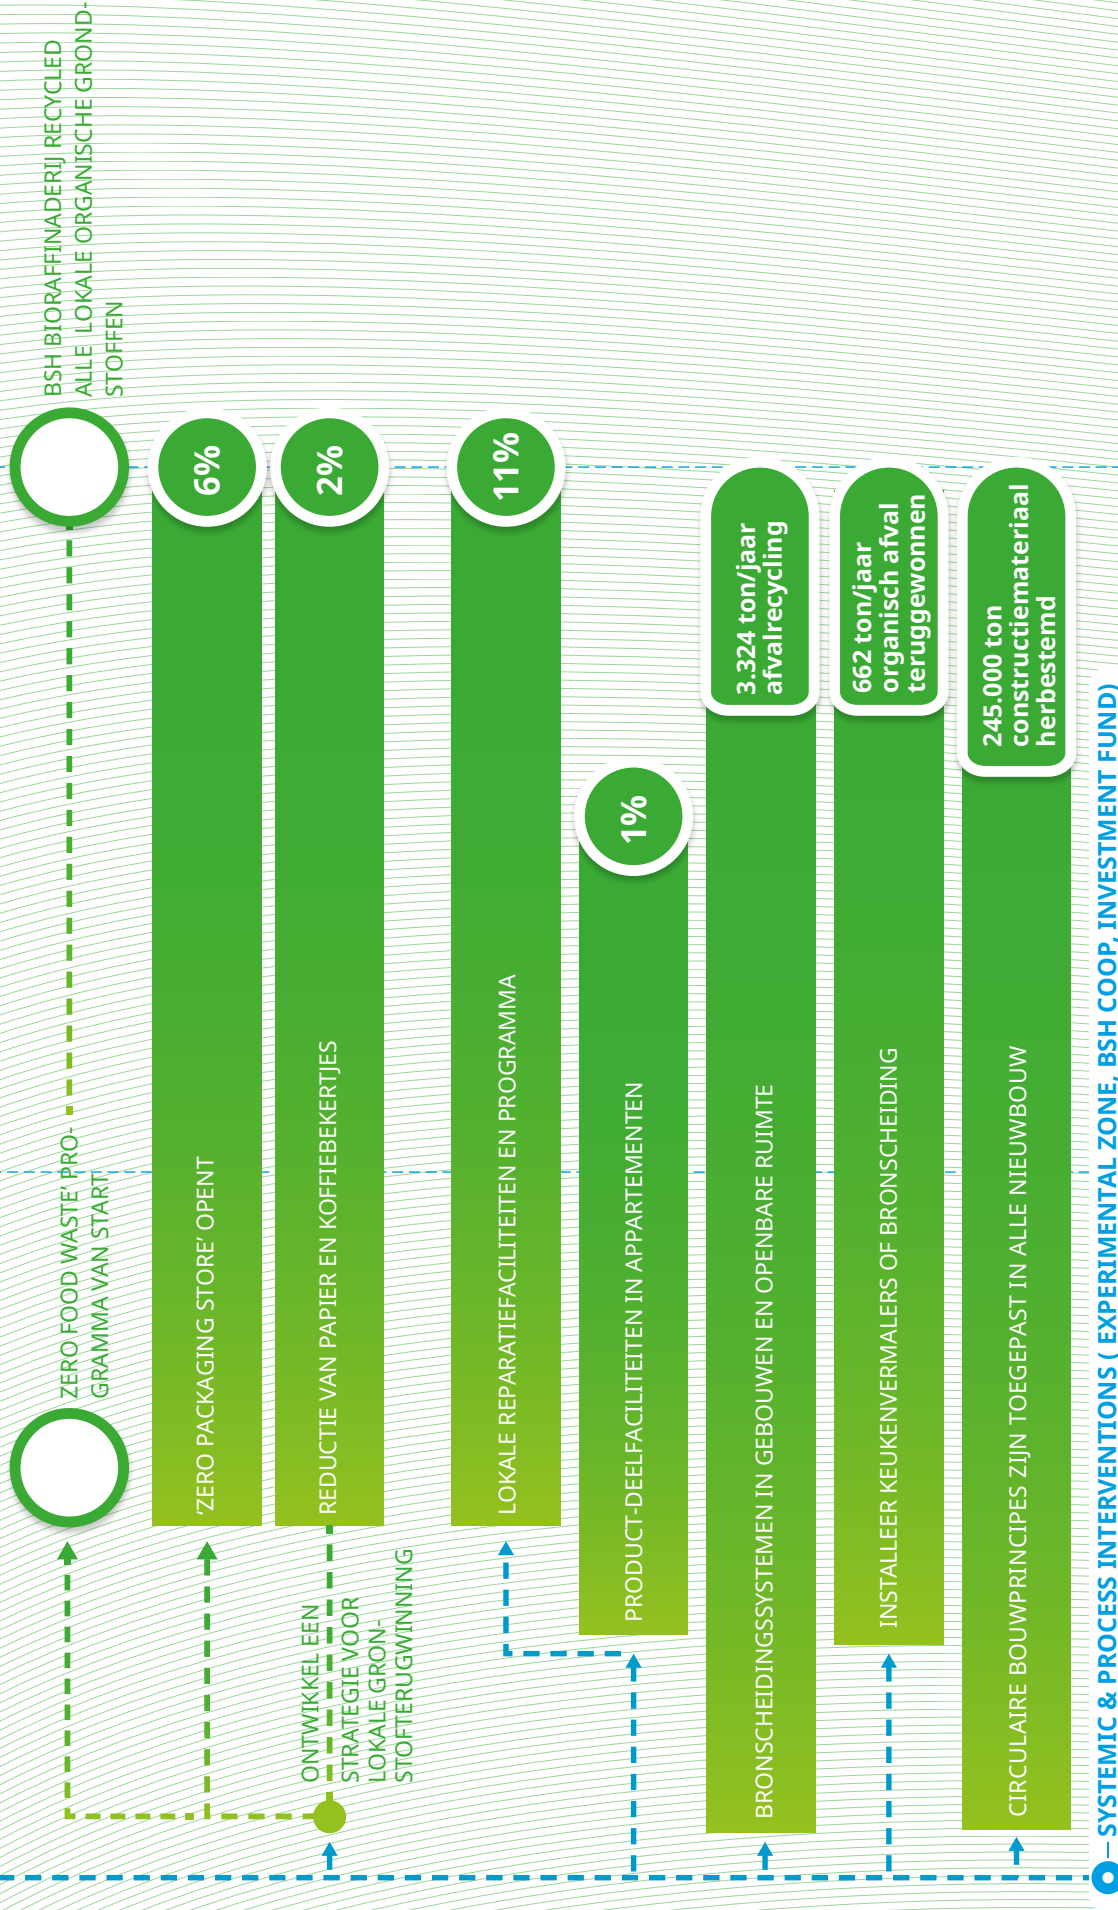 BSH BIORAFFINADERIJ RECYCLED
ALLE LOKALE ORGANISCHE GROND-
STOFFEN
ZERO FOOD WASTE’ PRO-
GRAMMA VAN START
‘ZERO PACKAGING STORE’ OPENT
6%
REDUCTIE VAN PAPIER EN KOFFIEBEKERTJES
2%
ONTWIKKEL EEN
STRATEGIE VOOR
LOKALE GRON-
STOFTERUGWINNING
LOKALE REPARATIEFACILITEITEN EN PROGRAMMA
11%
PRODUCT-DEELFACILITEITEN IN APPARTEMENTEN
1%
BRONSCHEIDINGSSYSTEMEN IN GEBOUWEN EN OPENBARE RUIMTE
3.324 ton/jaar
afvalrecycling
INSTALLEER KEUKENVERMALERS OF BRONSCHEIDING
662 ton/jaar
organisch afval
teruggewonnen
CIRCULAIRE BOUWPRINCIPES ZIJN TOEGEPAST IN ALLE NIEUWBOUW
245.000 ton
constructiemateriaal
herbestemd
SYSTEMIC & PROCESS INTERVENTIONS ( EXPERIMENTAL ZONE, BSH COOP, INVESTMENT FUND)